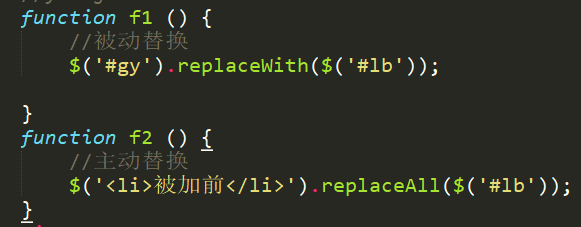 function f1 () {
//被动替换
$('#gy').replaceWith($('#lb'));
}
function f2 () {
//主动替换
$('<li>被加前</li>').replaceAll($('#lb'));
}